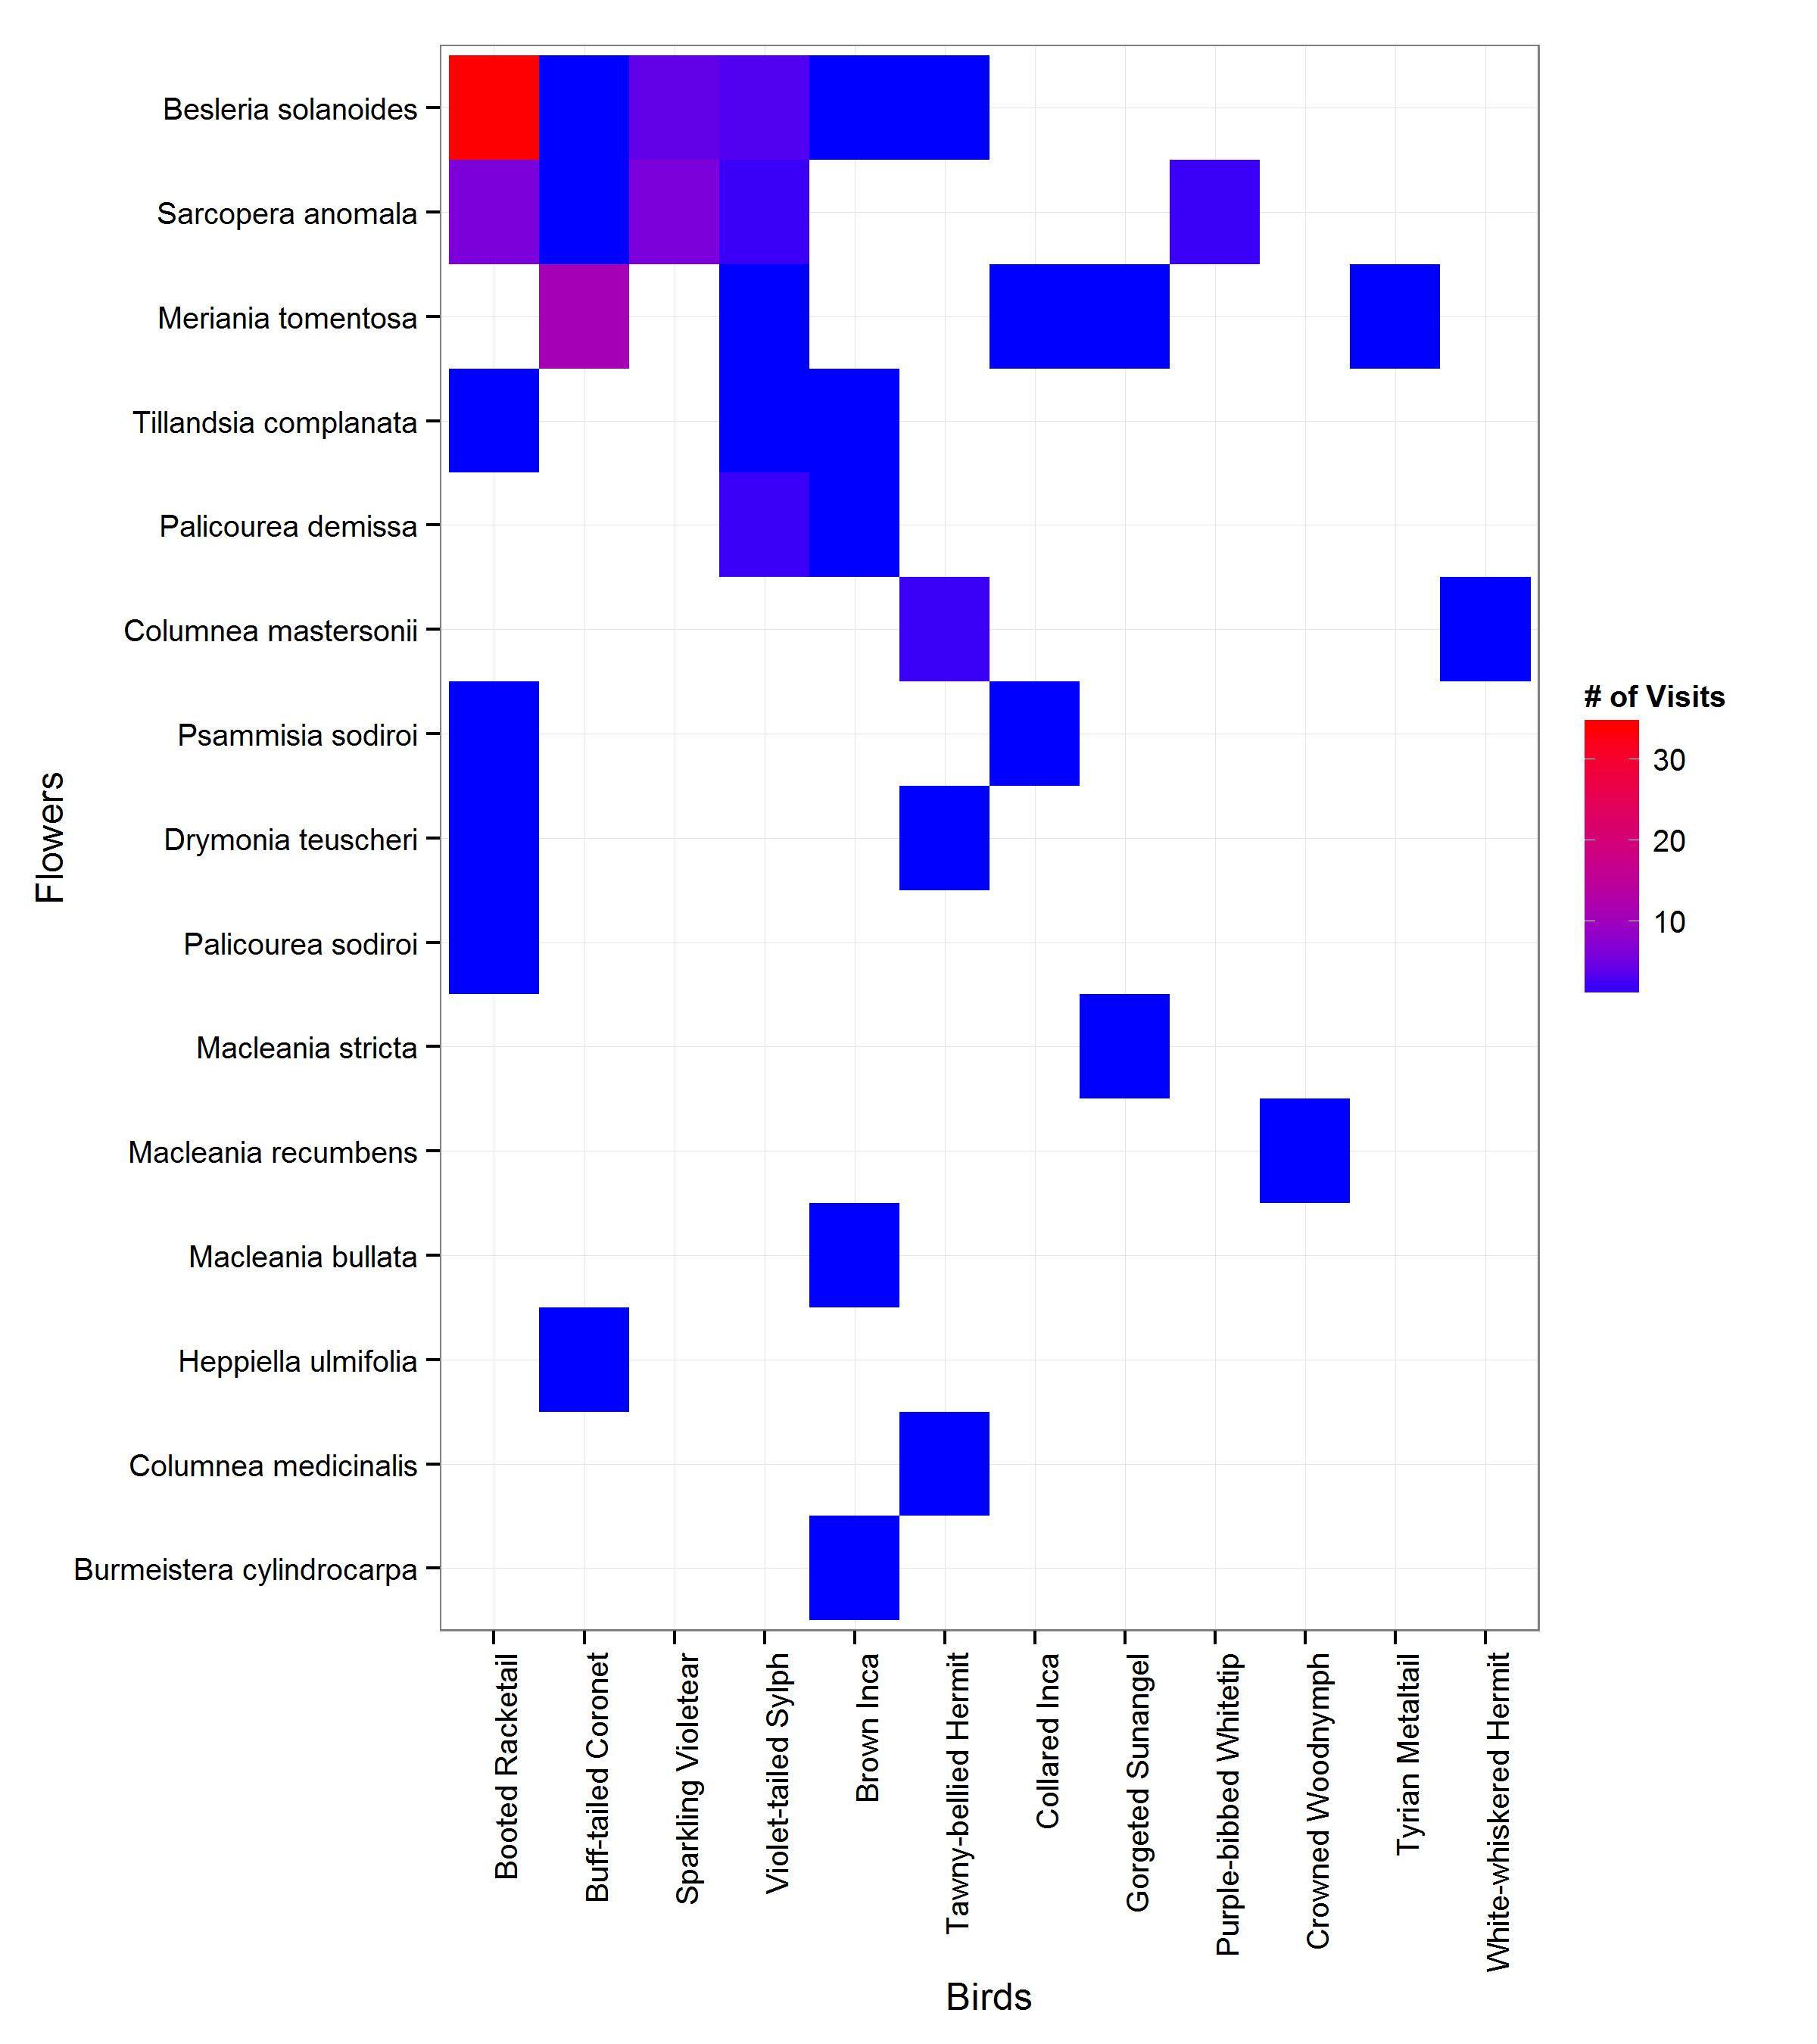 Besleria solanoides
Sarcopera anomala
Meriania tomentosa
Tillandsia complanata
Palicourea demissa
Columnea mastersonii
Psammisia sodiroi
Drymonia teuscheri
Palicourea sodiroi
Macleania stricta
Macleania recumbens
Macleania bullata
Heppiella ulmifolia
Columnea medicinalis
Burmeistera cylindrocarpa
Flowers
Booted Racketail
Buff-tailed Coronet
Sparkling Violetear
Violet-tailed Sylph
Brown Inca
Tawny-bellied Hermit
Collared Inca
Gorgeted Sunangel
Purple-bibbed Whitetip
Crowned Woodnymph
Tyrian Metaltail
White-whiskered Hermit
Birds
# of Visits
30
20
10